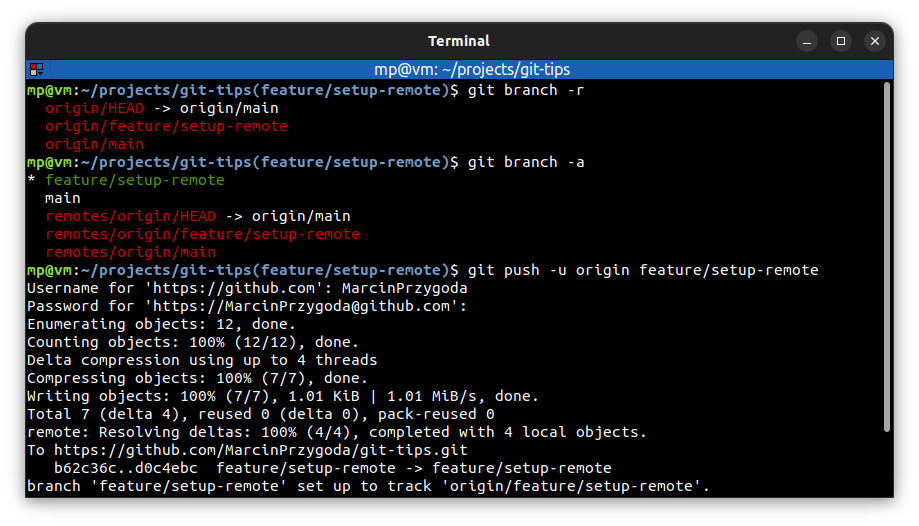 Terminal
mp@vm: ~/projects/git-tips
mp@vm:~/projects/git-tips(feature/setup-remote)$ git branch -r
  origin/HEAD -> origin/main
  origin/feature/setup-remote
  origin/main
mp@vm:~/projects/git-tips(feature/setup-remote)$ git branch -a
* feature/setup-remote
  main
  remotes/origin/HEAD -> origin/main
  remotes/origin/feature/setup-remote
  remotes/origin/main
mp@vm:~/projects/git-tips(feature/setup-remote)$ git push -u origin feature/setup-remote
Username for 'https://github.com': MarcinPrzygoda
Password for 'https://MarcinPrzygoda@github.com':
Enumerating objects: 12, done.
Counting objects: 100% (12/12), done.
Delta compression using up to 4 threads
Compressing objects: 100% (7/7), done.
Writing objects: 100% (7/7), 1.01 KiB | 1.01 MiB/s, done.
Total 7 (delta 4), reused 0 (delta 0), pack-reused 0
remote: Resolving deltas: 100% (4/4), completed with 4 local objects.
To https://github.com/MarcinPrzygoda/git-tips.git
   b62c36c..d0c4ebc  feature/setup-remote -> feature/setup-remote
branch 'feature/setup-remote' set up to track 'origin/feature/setup-remote'.